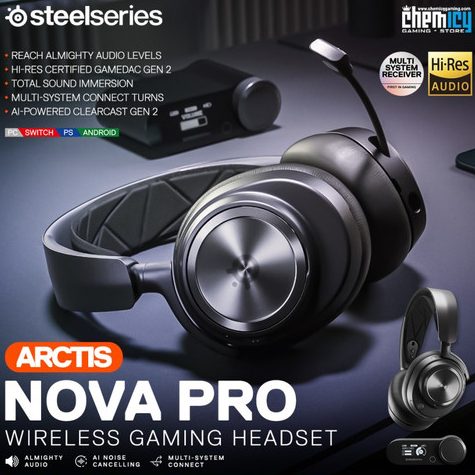 steelseries
www.chemicygaming.com
CHEMICY
GAMING STORE
• REACH ALMIGHTY AUDIO LEVELS
• HI-RES CERTIFIED GAMEDAC GEN 2
• TOTAL SOUND IMMERSION
• MULTI-SYSTEM CONNECT TURNS
• AI-POWERED CLEARCAST GEN 2
PC SWITCH PS ANDROID
MULTI
SYSTEM
RECEIVER
FIRST IN GAMING
Hi-Res
AUDIO
ARCTIS
NOVA PRO
WIRELESS GAMING HEADSET
ALMIGHTY
AUDIO
AI NOISE
CANCELLING
MULTI-SYSTEM
CONNECT